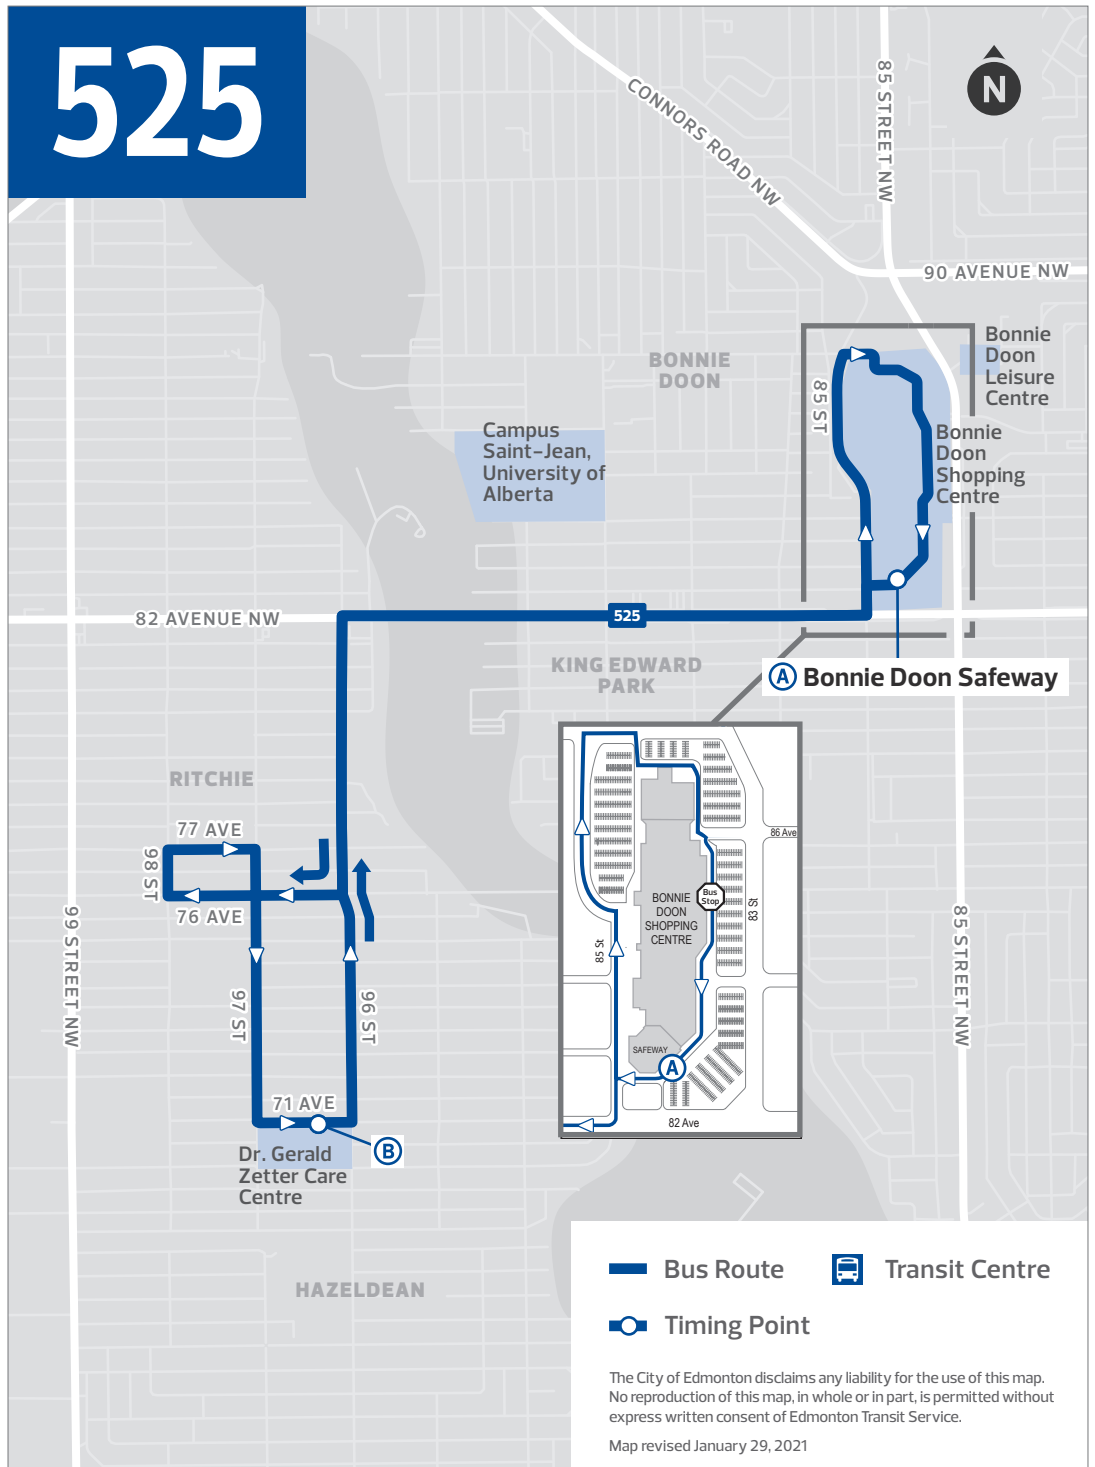 525
N
CONNORS ROAD NW
85 STREET NW
90 AVENUE NW
Bonnie
Doon
Leisure
Centre
BONNIE
DOON
85 ST
Campus
Saint-Jean,
University of
Alberta
Bonnie
Doon
Shopping
Centre
82 AVENUE NW
525
KING EDWARD
PARK
A Bonnie Doon Safeway
RITCHIE
77 AVE
98 ST
76 AVE
99 STREET NW
97 ST
96 ST
85 STREET NW
86 Ave
BONNIE
DOON
SHOPPING
CENTRE
Bus
Stop
83 St
85 St
SAFEWAY
A
82 Ave
71 AVE
B
Dr. Gerald
Zetter Care
Centre
HAZELDEAN
Bus Route
Transit Centre
Timing Point
The City of Edmonton disclaims any liability for the use of this map.
No reproduction of this map, in whole or in part, is permitted without
express written consent of Edmonton Transit Service.
Map revised January 29, 2021